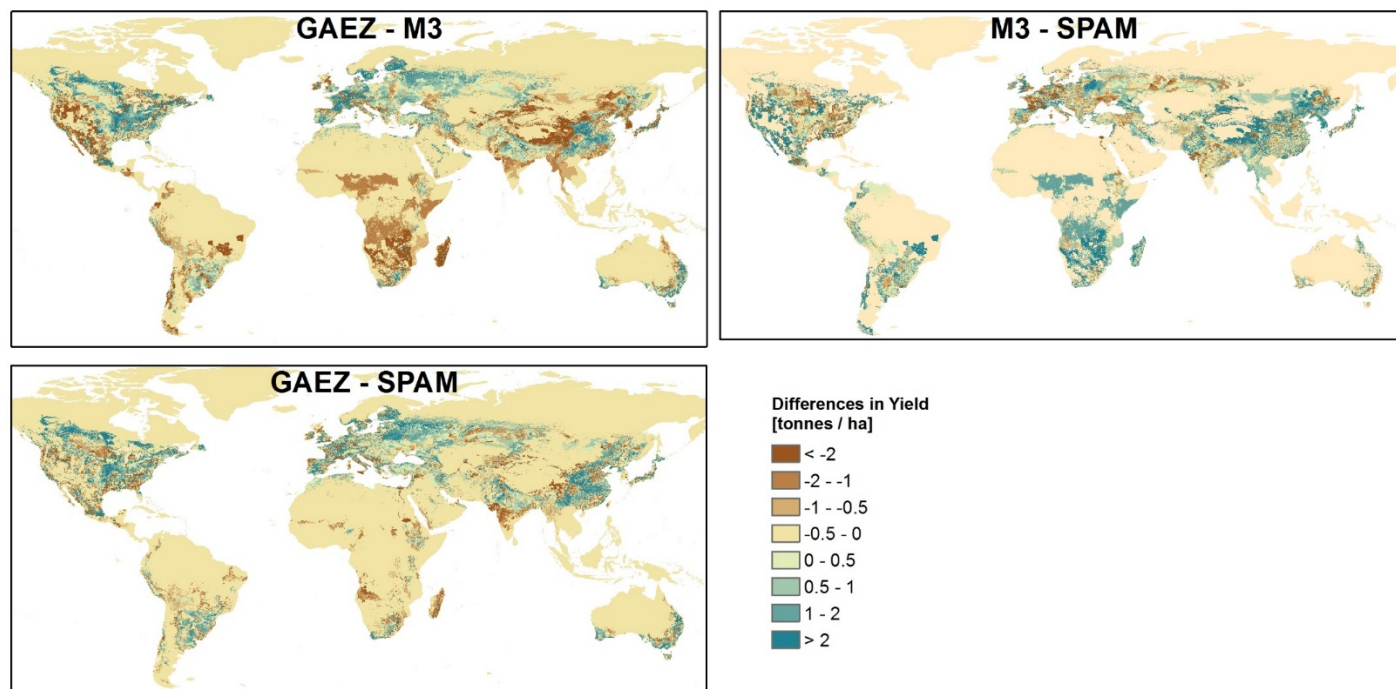 GAEZ - M3
M3 - SPAM
GAEZ - SPAM
Differences in Yield
[tonnes / ha]
< -2
-2 - -1
-1 - -0.5
-0.5 - 0
0 - 0.5
0.5 - 1
1 - 2
> 2